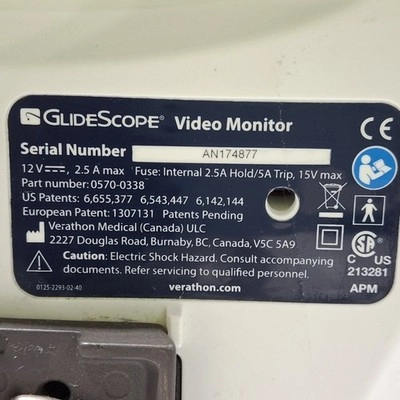 GLIDESCOPE® Video Monitor
CE
Serial Number AN174877
12 V⎓, 2.5 A max Fuse: Internal 2.5A Hold/5A Trip, 15V max
Part number: 0570-0338
US Patents: 6,655,377 6,543,447 6,142,144
European Patent: 1307131 Patents Pending
Verathon Medical (Canada) ULC
2227 Douglas Road, Burnaby, BC, Canada, V5C 5A9
SA
C US
213281
APM
Caution: Electric Shock Hazard. Consult accompanying
documents. Refer servicing to qualified personnel.
0125-2293-02-40
verathon.com